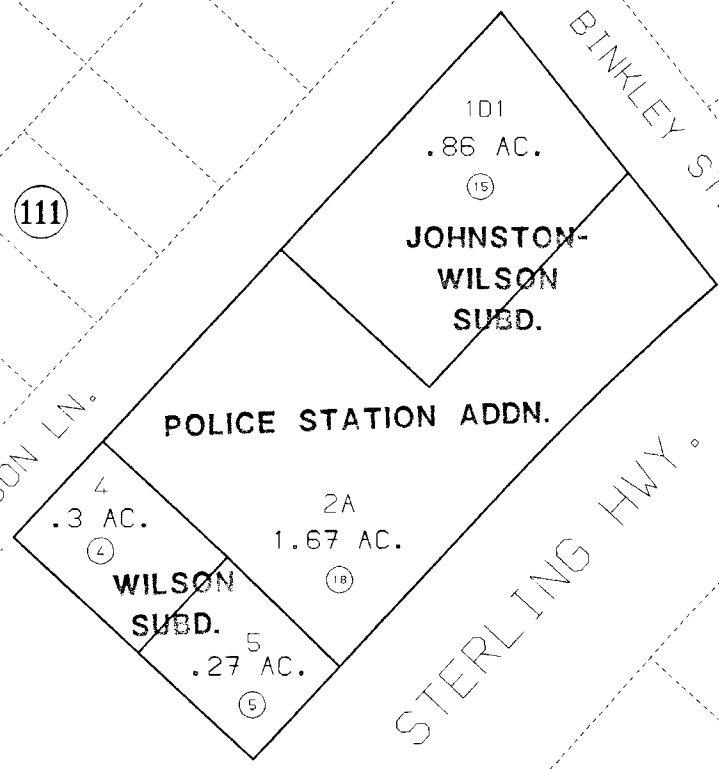 BINKLEY ST.
1D1
.86 AC.
15
111
JOHNSTON-
WILSON
SUBD.
POLICE STATION ADDN.
LN.
4
.3 AC.
4
2A
1.67 AC.
18
WILSON
SUBD.
5
.27 AC.
5
STERLING HWY.